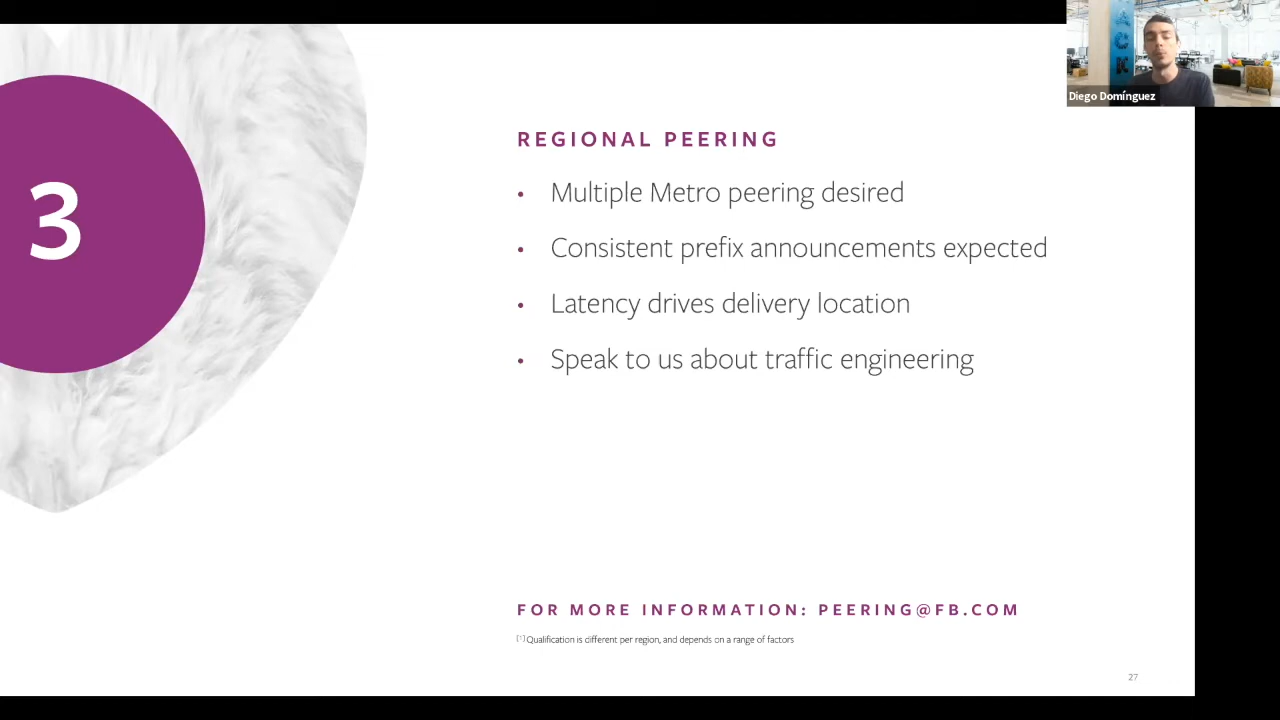 3
REGIONAL PEERING
• Multiple Metro peering desired
• Consistent prefix announcements expected
• Latency drives delivery location
• Speak to us about traffic engineering
FOR MORE INFORMATION: PEERING@FB.COM
[1] Qualification is different per region, and depends on a range of factors
27
ACK
Diego Domínguez